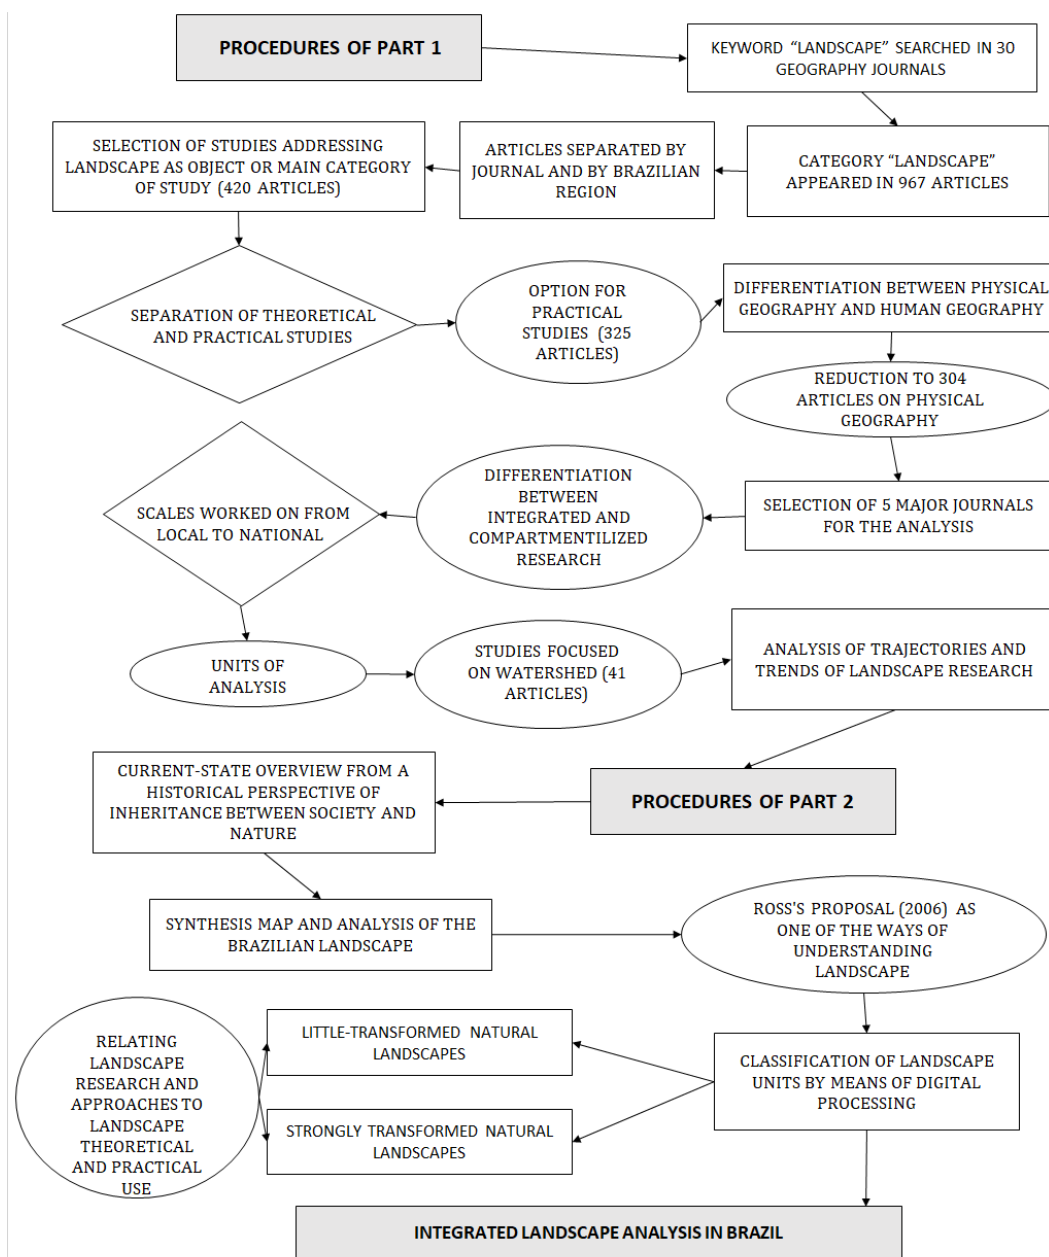 PROCEDURES OF PART 1
KEYWORD “LANDSCAPE” SEARCHED IN 30
GEOGRAPHY JOURNALS
CATEGORY “LANDSCAPE”
APPEARED IN 967 ARTICLES
ARTICLES SEPARATED BY
JOURNAL AND BY BRAZILIAN
REGION
SELECTION OF STUDIES ADDRESSING
LANDSCAPE AS OBJECT OR MAIN CATEGORY
OF STUDY (420 ARTICLES)
SEPARATION OF THEORETICAL
AND PRACTICAL STUDIES
OPTION FOR
PRACTICAL
STUDIES (325
ARTICLES)
DIFFERENTIATION BETWEEN PHYSICAL
GEOGRAPHY AND HUMAN GEOGRAPHY
REDUCTION TO 304
ARTICLES ON PHYSICAL
GEOGRAPHY
SELECTION OF 5 MAJOR JOURNALS
FOR THE ANALYSIS
DIFFERENTIATION
BETWEEN
INTEGRATED AND
COMPARTMENTILIZED
RESEARCH
SCALES WORKED ON FROM
LOCAL TO NATIONAL
UNITS OF
ANALYSIS
STUDIES FOCUSED
ON WATERSHED (41
ARTICLES)
ANALYSIS OF TRAJECTORIES AND
TRENDS OF LANDSCAPE RESEARCH
PROCEDURES OF PART 2
CURRENT-STATE OVERVIEW FROM A
HISTORICAL PERSPECTIVE OF
INHERITANCE BETWEEN SOCIETY AND
NATURE
SYNTHESIS MAP AND ANALYSIS OF THE
BRAZILIAN LANDSCAPE
ROSS'S PROPOSAL (2006) AS
ONE OF THE WAYS OF
UNDERSTANDING
LANDSCAPE
CLASSIFICATION OF LANDSCAPE
UNITS BY MEANS OF DIGITAL
PROCESSING
LITTLE-TRANSFORMED NATURAL
LANDSCAPES
STRONGLY TRANSFORMED NATURAL
LANDSCAPES
RELATING
LANDSCAPE
RESEARCH AND
APPROACHES TO
LANDSCAPE
THEORETICAL
AND PRACTICAL
USE
INTEGRATED LANDSCAPE ANALYSIS IN BRAZIL